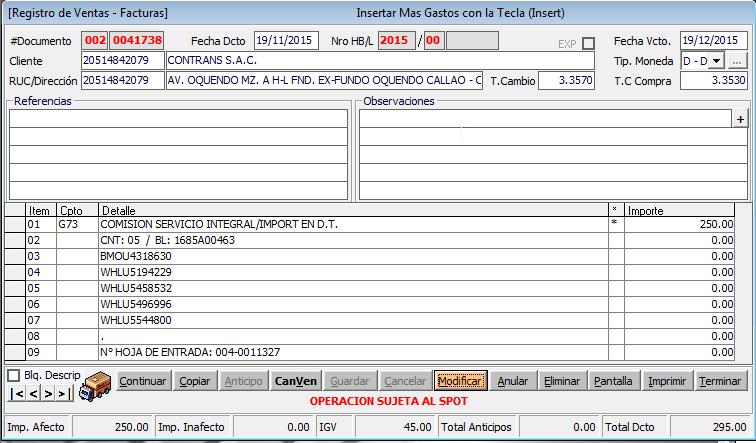 [Registro de Ventas - Facturas] Insertar Mas Gastos con la Tecla (Insert)
#Documento 002 0041738 Fecha Dcto 19/11/2015 Nro HB/L 2015 / 00 EXP Fecha Vcto. 19/12/2015
Cliente 20514842079 CONTRANS S.A.C. Tip. Moneda D - D ...
RUC/Dirección 20514842079 AV. OQUENDO MZ. A H-L FND. EX-FUNDO OQUENDO CALLAO - C T.Cambio 3.3570 T.C Compra 3.3530
Referencias Observaciones
+
Item Cpto Detalle * Importe
01 G73 COMISION SERVICIO INTEGRAL/IMPORT EN D.T. * 250.00
02 CNT: 05 / BL: 1685A00463 0.00
03 BMOU4318630 0.00
04 WHLU5194229 0.00
05 WHLU5458532 0.00
06 WHLU5496996 0.00
07 WHLU5544800 0.00
08 . 0.00
09 Nº HOJA DE ENTRADA: 004-0011327 0.00
Blq. Descrip
|< < > >| Continuar Copiar Anticipo CanVen Guardar Cancelar Modificar Anular Eliminar Pantalla Imprimir Terminar
OPERACION SUJETA AL SPOT
Imp. Afecto 250.00 Imp. Inafecto 0.00 IGV 45.00 Total Anticipos 0.00 Total Dcto 295.00